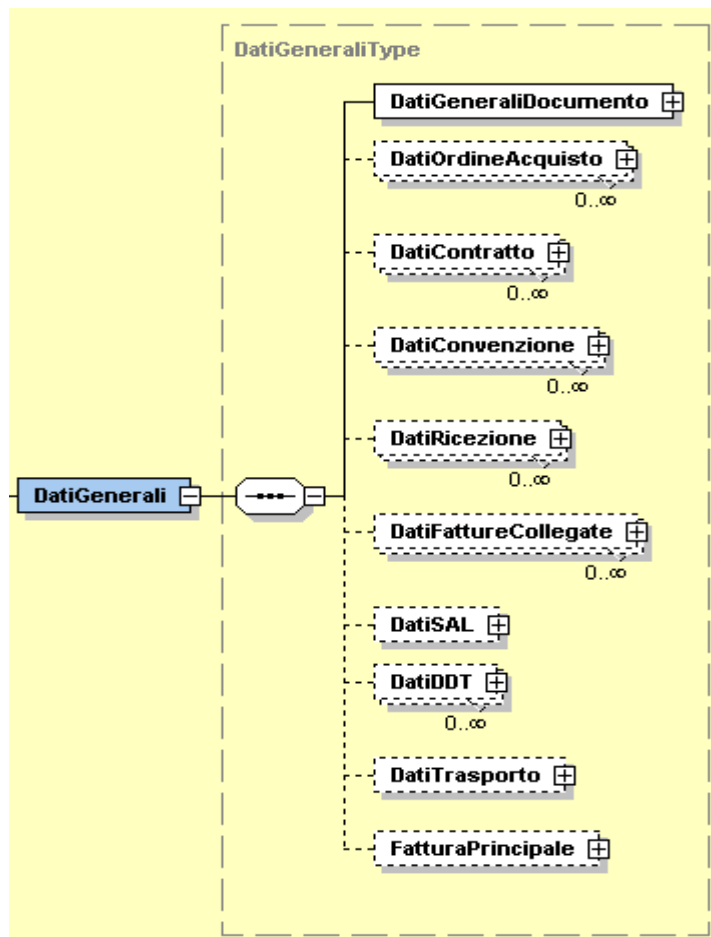 DatiGeneraliType
DatiGeneraliDocumento
DatiOrdineAcquisto
0..∞
DatiContratto
0..∞
DatiConvenzione
0..∞
DatiRicezione
0..∞
DatiGenerali
DatiFattureCollegate
0..∞
DatiSAL
DatiDDT
0..∞
DatiTrasporto
FatturaPrincipale